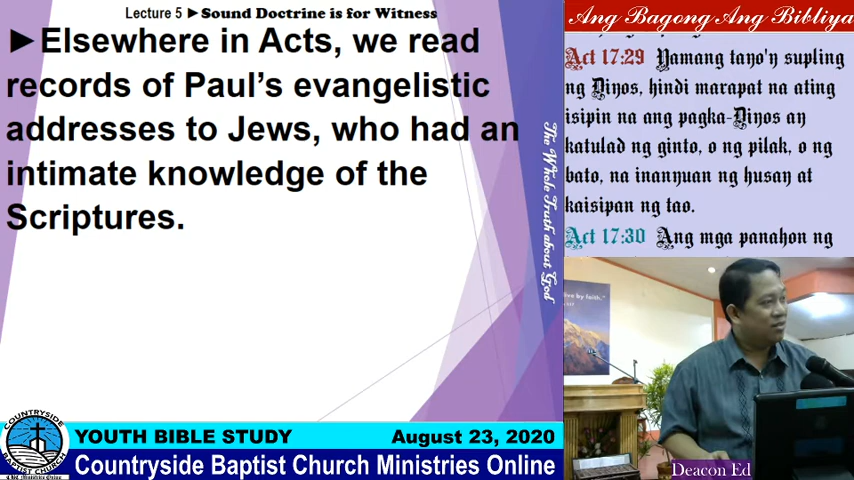 Lecture 5 ►Sound Doctrine is for Witness
►Elsewhere in Acts, we read
records of Paul's evangelistic
addresses to Jews, who had an
intimate knowledge of the
Scriptures.
The Whole Truth about God
Ang Bagong Ang Bibliya
Act 17:29 Yamang tayo'y supling
ng Diyos, hindi marapat na ating
isipin na ang pagka-Diyos ay
katulad ng ginto, o ng pilak, o ng
bato, na inanyuan ng husay at
kaisipan ng tao.
Act 17:30 Ang mga panahon ng
live by faith."
Deacon Ed
COUNTRYSIDE
BAPTIST CHURCH
YOUTH BIBLE STUDY August 23, 2020
Countryside Baptist Church Ministries Online